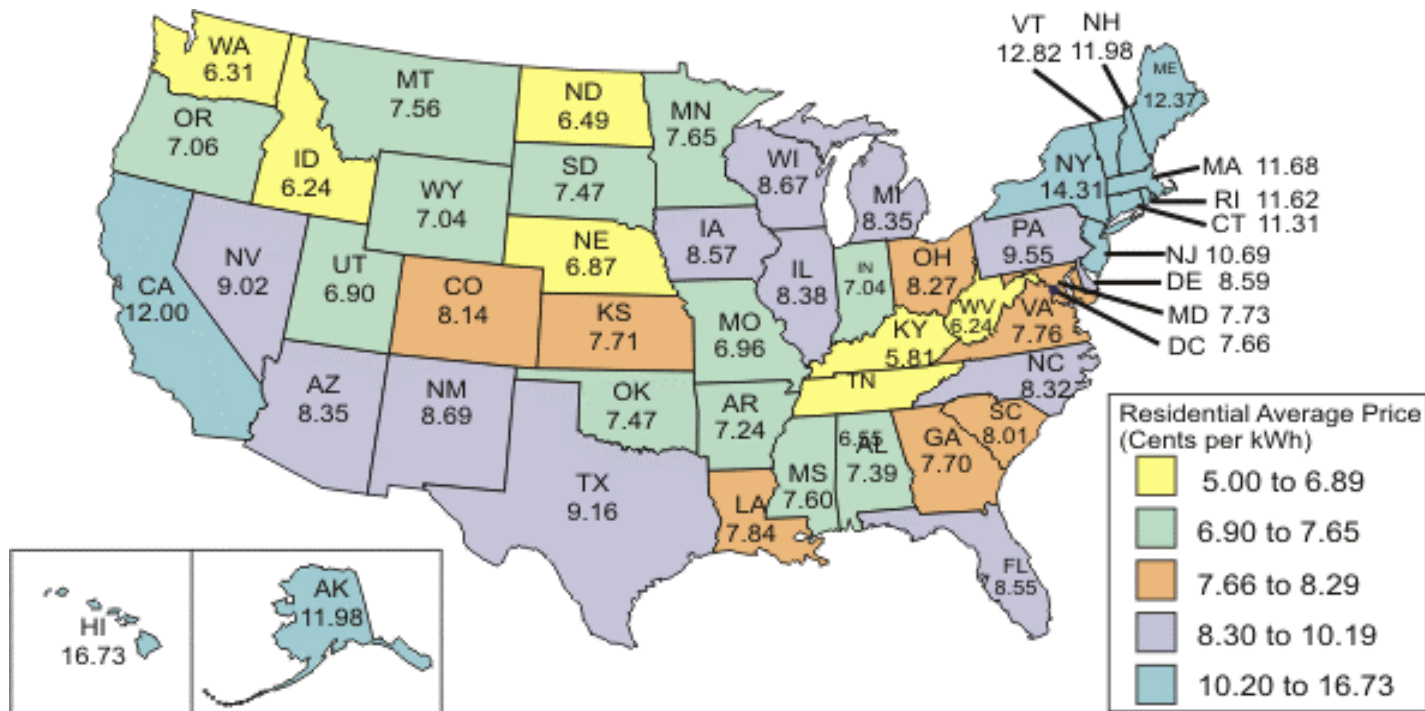 VT
12.82
NH
11.98
ME
12.37
WA
6.31
MT
7.56
ND
6.49
MN
7.65
OR
7.06
ID
6.24
SD
7.47
WI
8.67
NY
14.31
MA 11.68
WY
7.04
MI
8.35
RI 11.62
CT 11.31
NV
9.02
UT
6.90
NE
6.87
IA
8.57
PA
9.55
NJ 10.69
CA
12.00
CO
8.14
IL
8.38
IN
7.04
OH
8.27
DE 8.59
KS
7.71
MO
6.96
WV
6.24
VA
7.76
MD 7.73
KY
5.81
DC 7.66
AZ
8.35
NM
8.69
OK
7.47
AR
7.24
TN
6.55
NC
8.32
SC
8.01
MS
7.60
AL
7.39
GA
7.70
TX
9.16
LA
7.84
FL
8.55
HI
16.73
AK
11.98
Residential Average Price
(Cents per kWh)
5.00 to 6.89
6.90 to 7.65
7.66 to 8.29
8.30 to 10.19
10.20 to 16.73